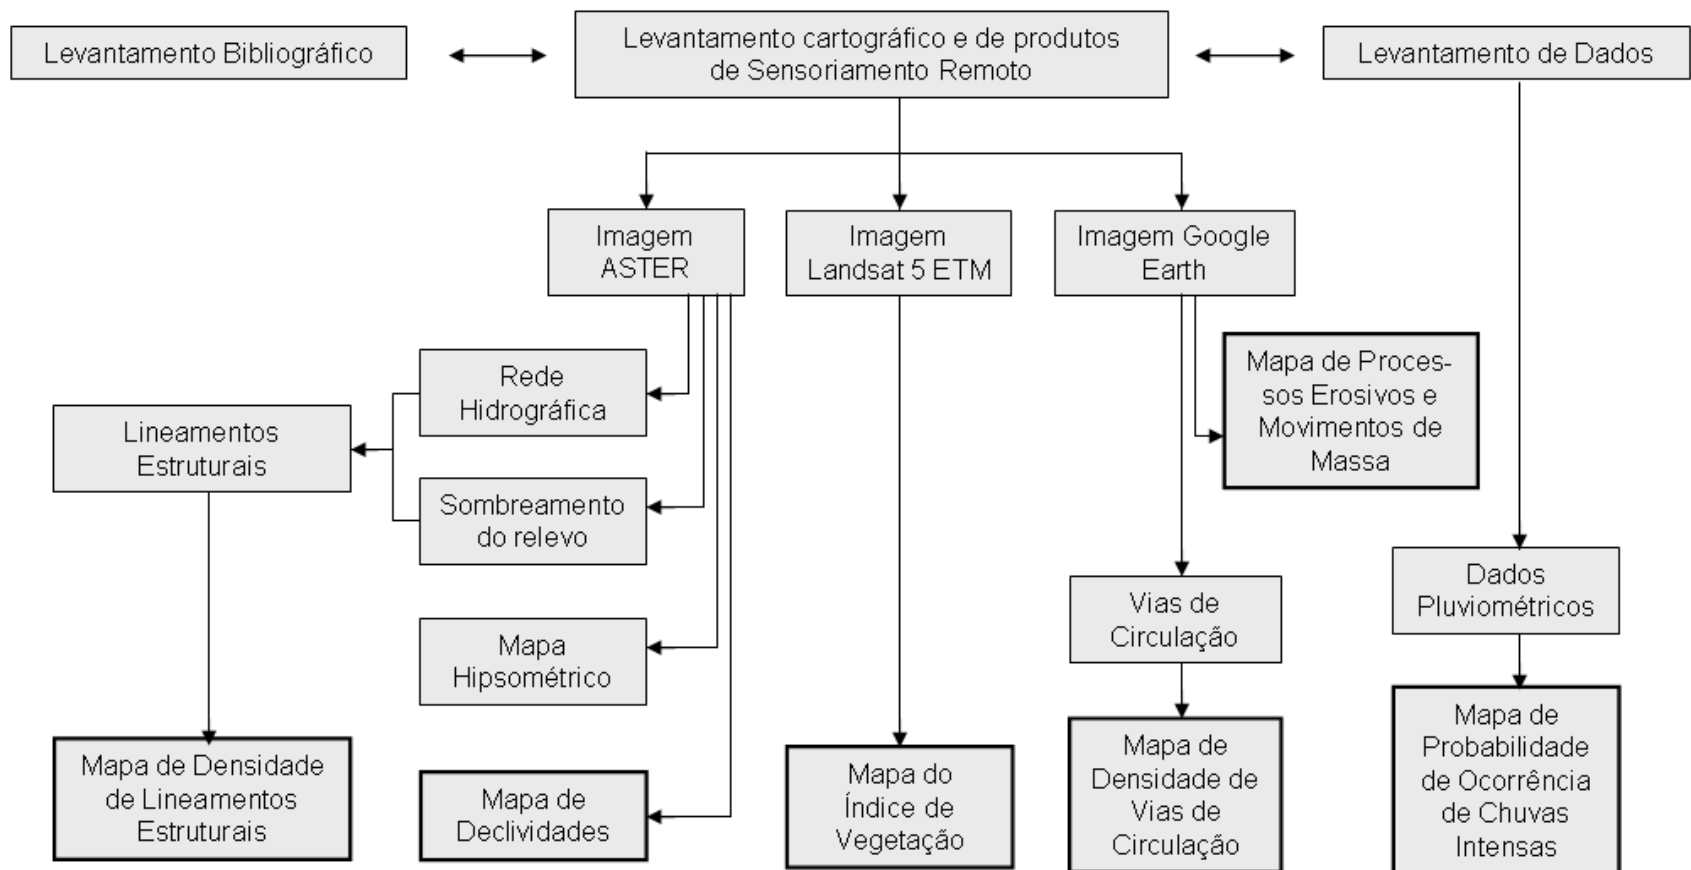 Levantamento Bibliográfico
Levantamento cartográfico e de produtos
de Sensoriamento Remoto
Levantamento de Dados
Imagem
ASTER
Imagem
Landsat 5 ETM
Imagem Google
Earth
Rede
Hidrográfica
Lineamentos
Estruturais
Sombreamento
do relevo
Mapa
Hipsométrico
Mapa de Proces-
sos Erosivos e
Movimentos de
Massa
Vias de
Circulação
Dados
Pluviométricos
Mapa de Densidade
de Lineamentos
Estruturais
Mapa de
Declividades
Mapa do
Índice de
Vegetação
Mapa de
Densidade de
Vias de
Circulação
Mapa de
Probabilidade
de Ocorrência
de Chuvas
Intensas